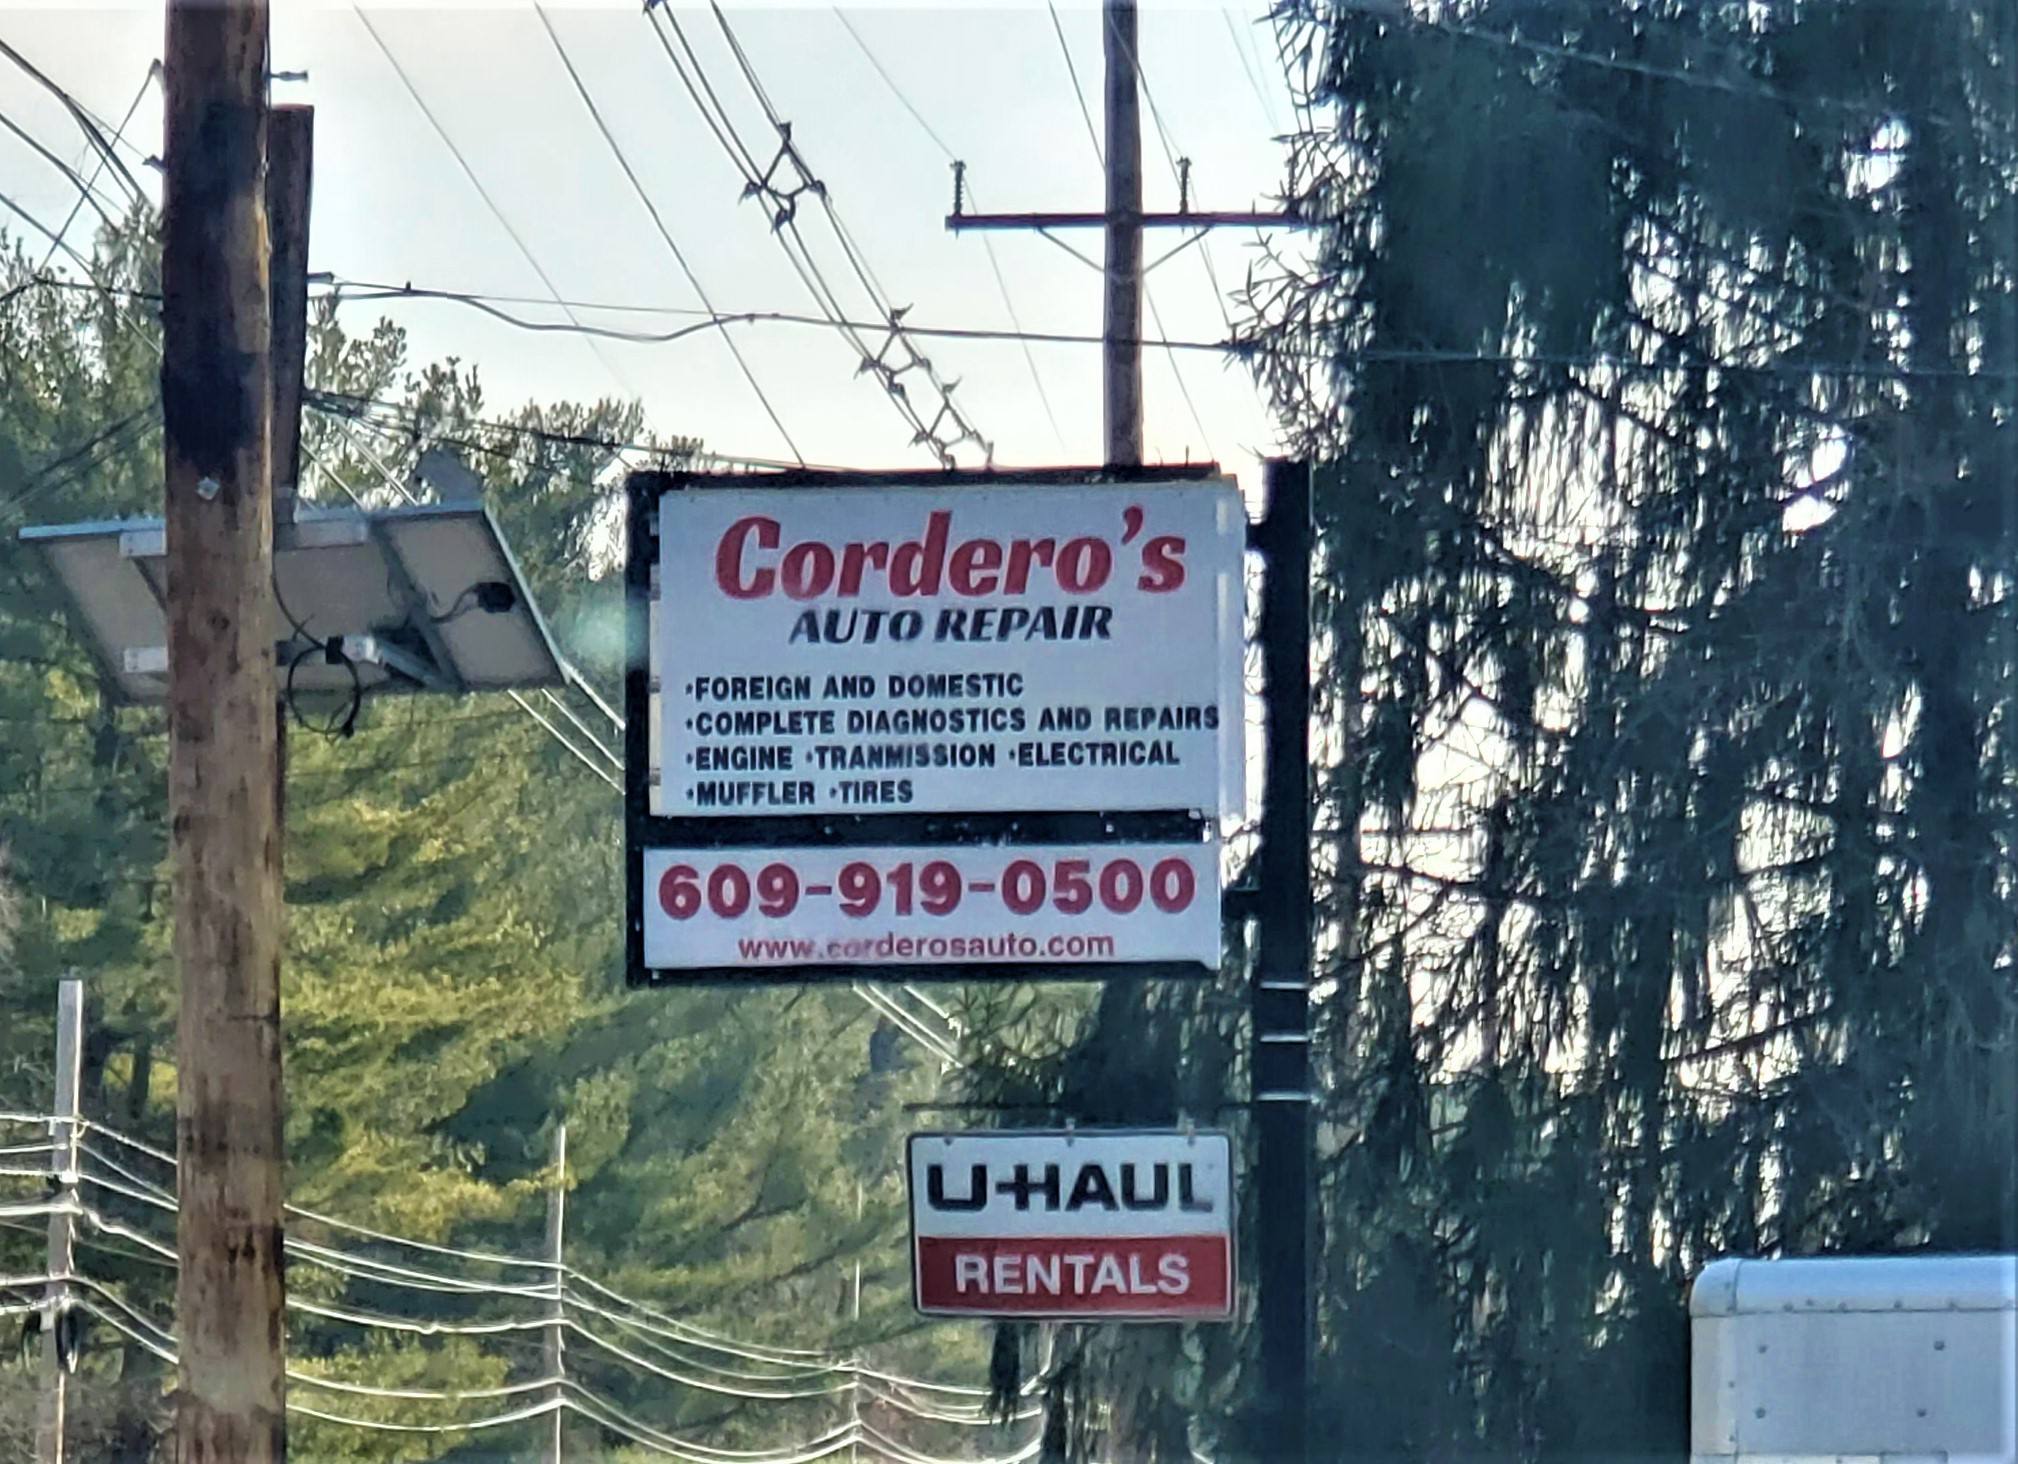 Cordero's
AUTO REPAIR
•FOREIGN AND DOMESTIC
•COMPLETE DIAGNOSTICS AND REPAIRS
•ENGINE •TRANMISSION •ELECTRICAL
•MUFFLER •TIRES
609-919-0500
www.corderosauto.com
U-HAUL
RENTALS